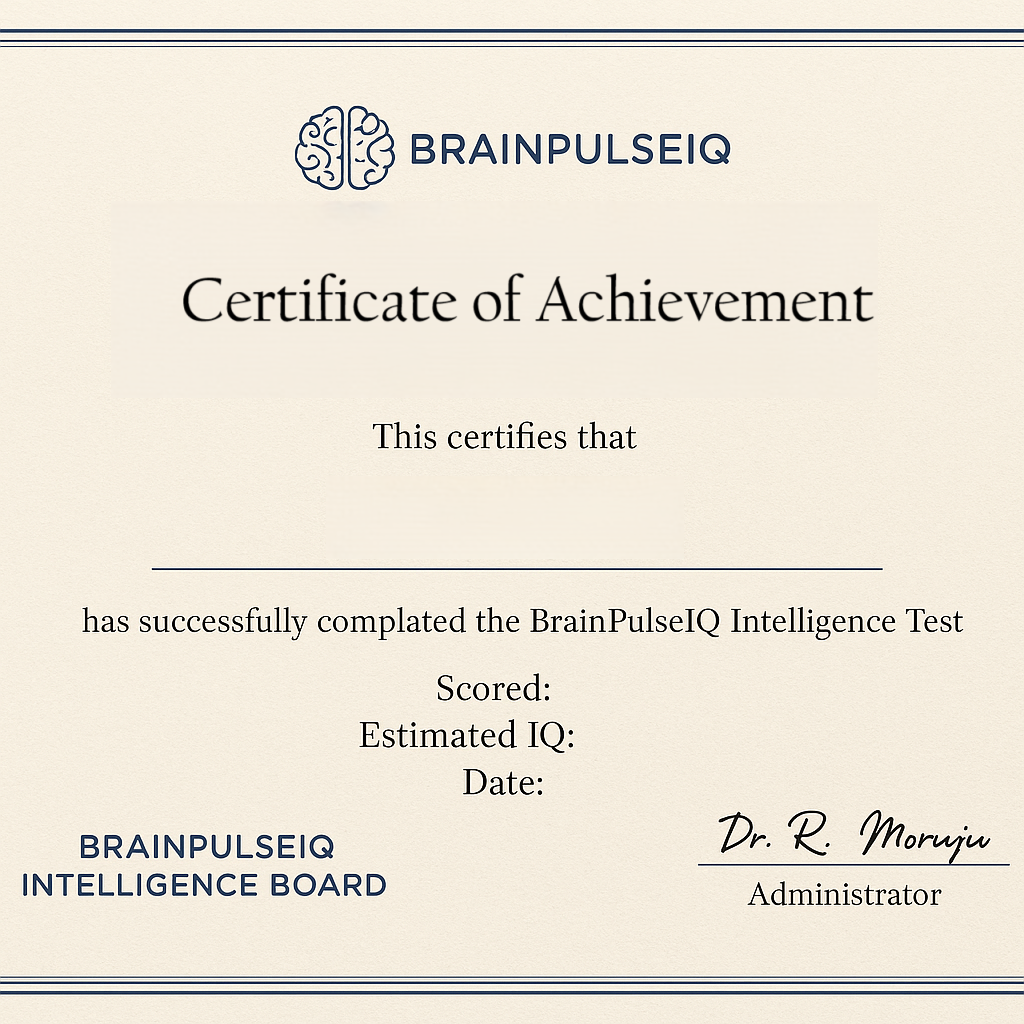 BRAINPULSEIQ
Certificate of Achievement
This certifies that
has successfully complated the BrainPulseIQ Intelligence Test
Scored:
Estimated IQ:
Date:
BRAINPULSEIQ
INTELLIGENCE BOARD
Dr. R. Moruju
Administrator